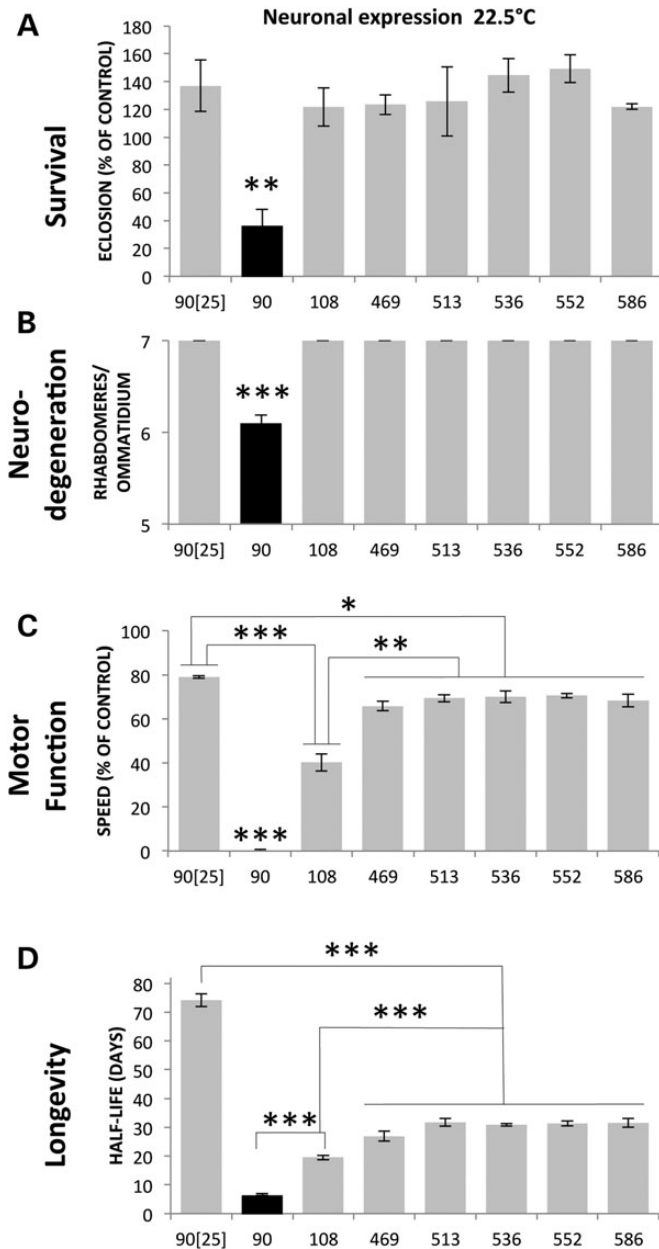 Neuronal expression 22.5°C
A
Survival
ECLOSION (% OF CONTROL)
180
160
140
120
100
80
60
40
20
0
**
90[25] 90 108 469 513 536 552 586
B
Neuro-
degeneration
RHABDOMERES/
OMMATIDIUM
7
6
5
***
90[25] 90 108 469 513 536 552 586
C
Motor
Function
SPEED (% OF CONTROL)
100
80
60
40
20
0
*
***
**
***
90[25] 90 108 469 513 536 552 586
D
Longevity
HALF-LIFE (DAYS)
80
70
60
50
40
30
20
10
0
***
***
***
90[25] 90 108 469 513 536 552 586